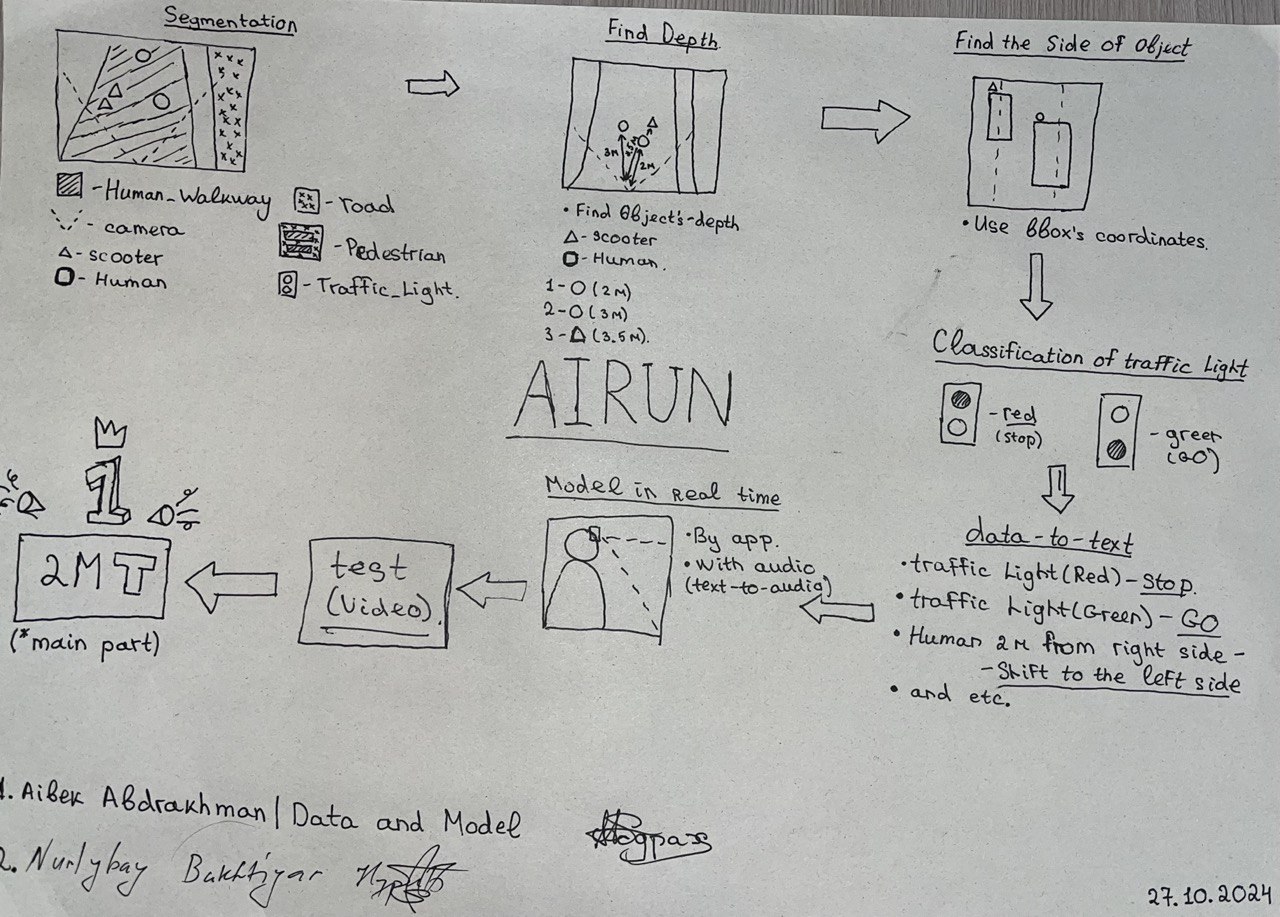 Segmentation
- Human_Walkway
- camera
- scooter
- Human
- road
- Pedestrian
- Traffic_Light.
Find Depth
3M
3.5M
2M
• Find Object's-depth
- scooter
- Human.
1 - O (2M)
2 - O (3M)
3 - △ (3.5M).
Find the Side of Object
• Use BBox's coordinates.
Classification of traffic Light
- red
(stop)
- green
(GO)
data-to-text
• traffic Light (Red) - Stop.
• traffic Light (Green) - GO
• Human 2M from right side -
- Shift to the left side
• and etc.
AIRUN
Model in Real time
• By app.
• With audio
(text-to-audio)
test
(Video).
1
2MT
(*main part)
1. Aibek Abdrakhman / Data and Model
2. Nurlybay Bakhtiyar
27.10.2024